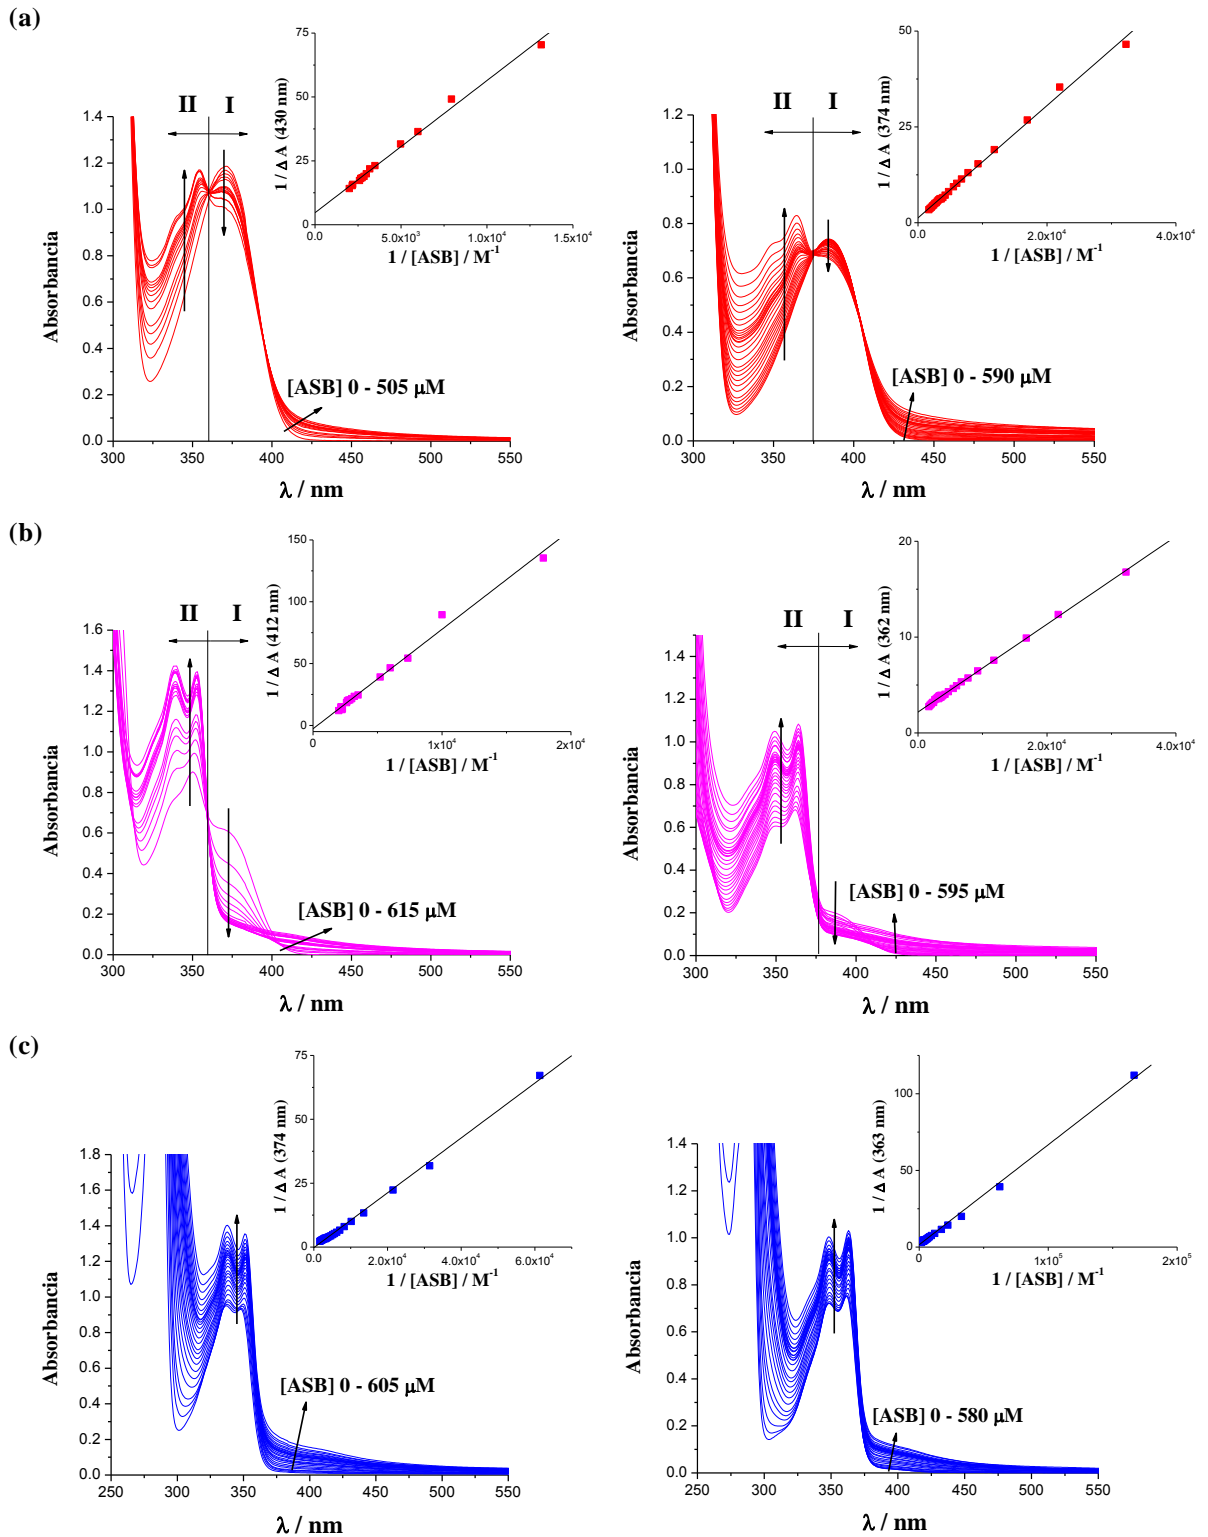 (a)
1 / Δ A (430 nm)
75
50
25
0
0.0
5.0x10³
1.0x10⁴
1.5x10⁴
1 / [ASB] / M⁻¹
II I
Absorbancia
1.4
1.2
1.0
0.8
0.6
0.4
0.2
0.0
[ASB] 0 - 505 µM
300 350 400 450 500 550
λ / nm
1 / Δ A (374 nm)
50
25
0
0.0
2.0x10⁴
4.0x10⁴
1 / [ASB] / M⁻¹
II I
Absorbancia
1.2
1.0
0.8
0.6
0.4
0.2
0.0
[ASB] 0 - 590 µM
300 350 400 450 500 550
λ / nm
(b)
1 / Δ A (412 nm)
150
100
50
0
0
1x10⁴
2x10⁴
1 / [ASB] / M⁻¹
II I
Absorbancia
1.6
1.4
1.2
1.0
0.8
0.6
0.4
0.2
0.0
[ASB] 0 - 615 µM
300 350 400 450 500 550
λ / nm
1 / Δ A (362 nm)
20
10
0
0.0
2.0x10⁴
4.0x10⁴
1 / [ASB] / M⁻¹
II I
Absorbancia
1.4
1.2
1.0
0.8
0.6
0.4
0.2
0.0
[ASB] 0 - 595 µM
300 350 400 450 500 550
λ / nm
(c)
1 / Δ A (374 nm)
75
50
25
0
0.0
2.0x10⁴
4.0x10⁴
6.0x10⁴
1 / [ASB] / M⁻¹
Absorbancia
1.8
1.6
1.4
1.2
1.0
0.8
0.6
0.4
0.2
0.0
[ASB] 0 - 605 µM
250 300 350 400 450 500 550
λ / nm
1 / Δ A (363 nm)
100
50
0
0
1x10⁵
2x10⁵
1 / [ASB] / M⁻¹
Absorbancia
1.4
1.2
1.0
0.8
0.6
0.4
0.2
0.0
[ASB] 0 - 580 µM
250 300 350 400 450 500 550
λ / nm